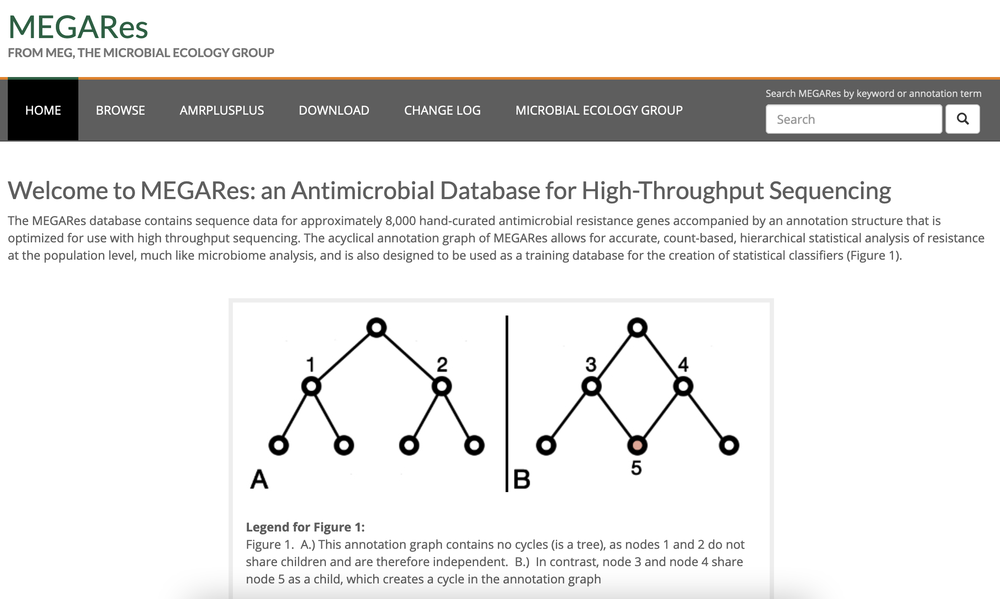 MEGARes
FROM MEG, THE MICROBIAL ECOLOGY GROUP
HOME
BROWSE
AMRPLUSPLUS
DOWNLOAD
CHANGE LOG
MICROBIAL ECOLOGY GROUP
Search MEGARes by keyword or annotation term
Search
Welcome to MEGARes: an Antimicrobial Database for High-Throughput Sequencing
The MEGARes database contains sequence data for approximately 8,000 hand-curated antimicrobial resistance genes accompanied by an annotation structure that is
optimized for use with high throughput sequencing. The acyclical annotation graph of MEGARes allows for accurate, count-based, hierarchical statistical analysis of resistance
at the population level, much like microbiome analysis, and is also designed to be used as a training database for the creation of statistical classifiers (Figure 1).
1
2
A
3
4
5
B
Legend for Figure 1:
Figure 1.  A.) This annotation graph contains no cycles (is a tree), as nodes 1 and 2 do not
share children and are therefore independent.  B.)  In contrast, node 3 and node 4 share
node 5 as a child, which creates a cycle in the annotation graph